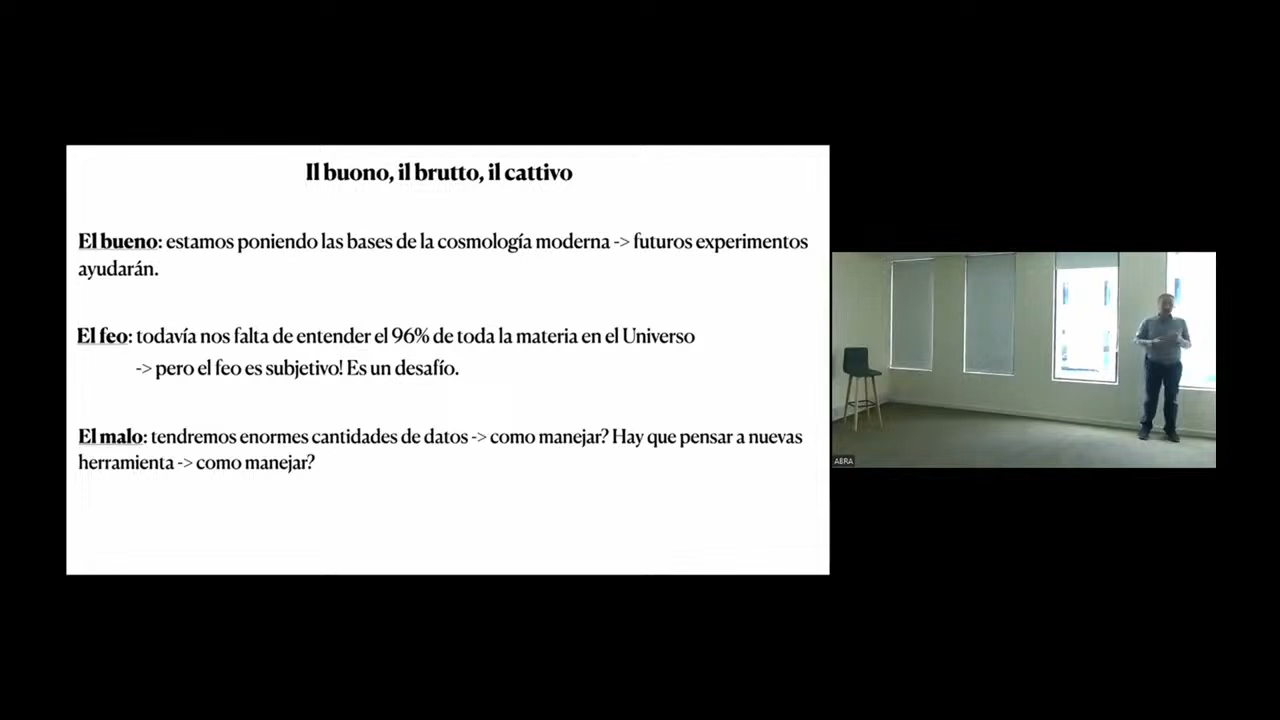 Il buono, il brutto, il cattivo
El bueno: estamos poniendo las bases de la cosmología moderna -> futuros experimentos
ayudarán.
El feo: todavía nos falta de entender el 96% de toda la materia en el Universo
-> pero el feo es subjetivo! Es un desafío.
El malo: tendremos enormes cantidades de datos -> como manejar? Hay que pensar a nuevas
herramienta -> como manejar?
ABRA